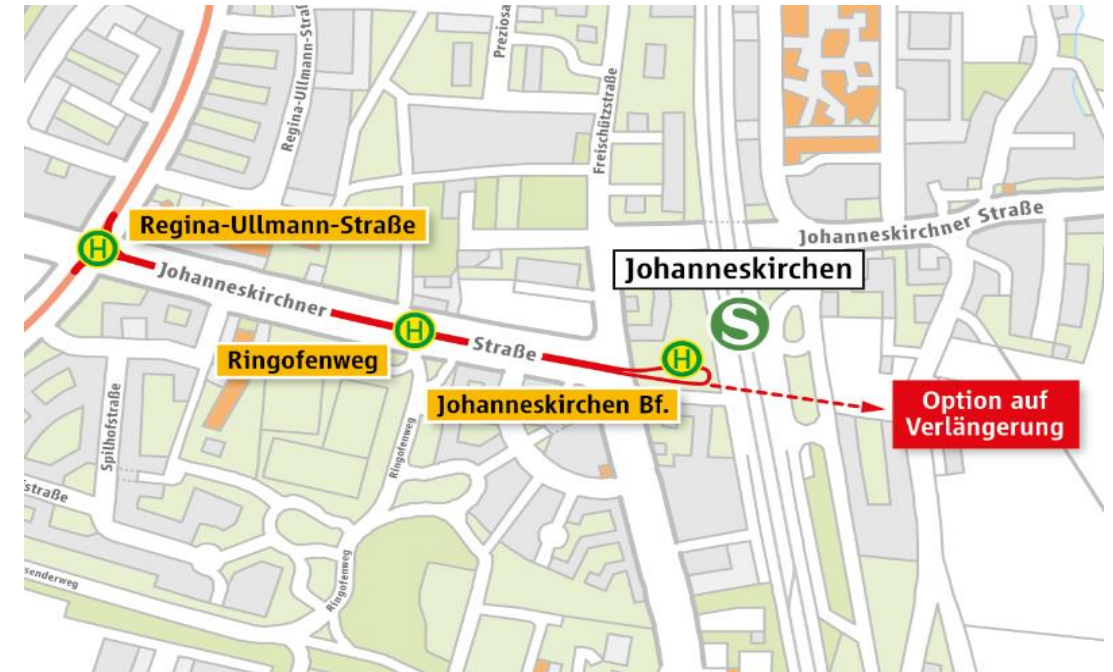 Regina-Ullmann-Straß
Preziosa
Freischützstraße
Regina-Ullmann-Straße
H
Johanneskirchner Straße
Johanneskirchen
S
Johanneskirchner
H
Straße
H
Ringofenweg
Johanneskirchen Bf.
Option auf
Verlängerung
Spilhofstraße
Ringofenweg
straße
Ringofenweg
senderweg